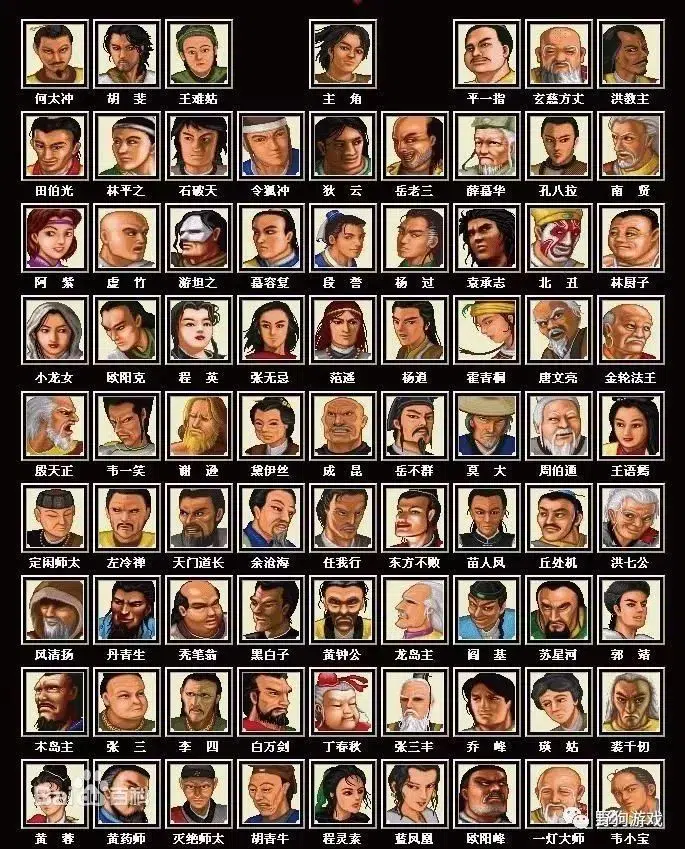 何太冲 胡 斐 王难姑 主 角 平一指 玄慈方丈 洪教主
田伯光 林平之 石破天 令狐冲 狄 云 岳老三 薛慕华 孔八拉 南 贤
阿 紫 虚 竹 游坦之 慕容复 段 誉 杨 过 袁承志 北 丑 林厨子
小龙女 欧阳克 程 英 张无忌 范遥 杨逍 霍青桐 唐文亮 金轮法王
殷天正 韦一笑 谢 逊 黛伊丝 成 昆 岳不群 莫 大 周伯通 王语嫣
定闲师太 左冷禅 天门道长 余沧海 任我行 东方不败 苗人凤 丘处机 洪七公
风清扬 丹青生 秃笔翁 黑白子 黄钟公 龙岛主 阎 基 苏星河 郭 靖
木岛主 张 三 李 四 白万剑 丁春秋 张三丰 乔 峰 瑛 姑 裘千仞
Bai 百科
野狗游戏
黄 蓉 黄药师 灭绝师太 胡青牛 程灵素 蓝凤凰 欧阳峰 一灯大师 韦小宝